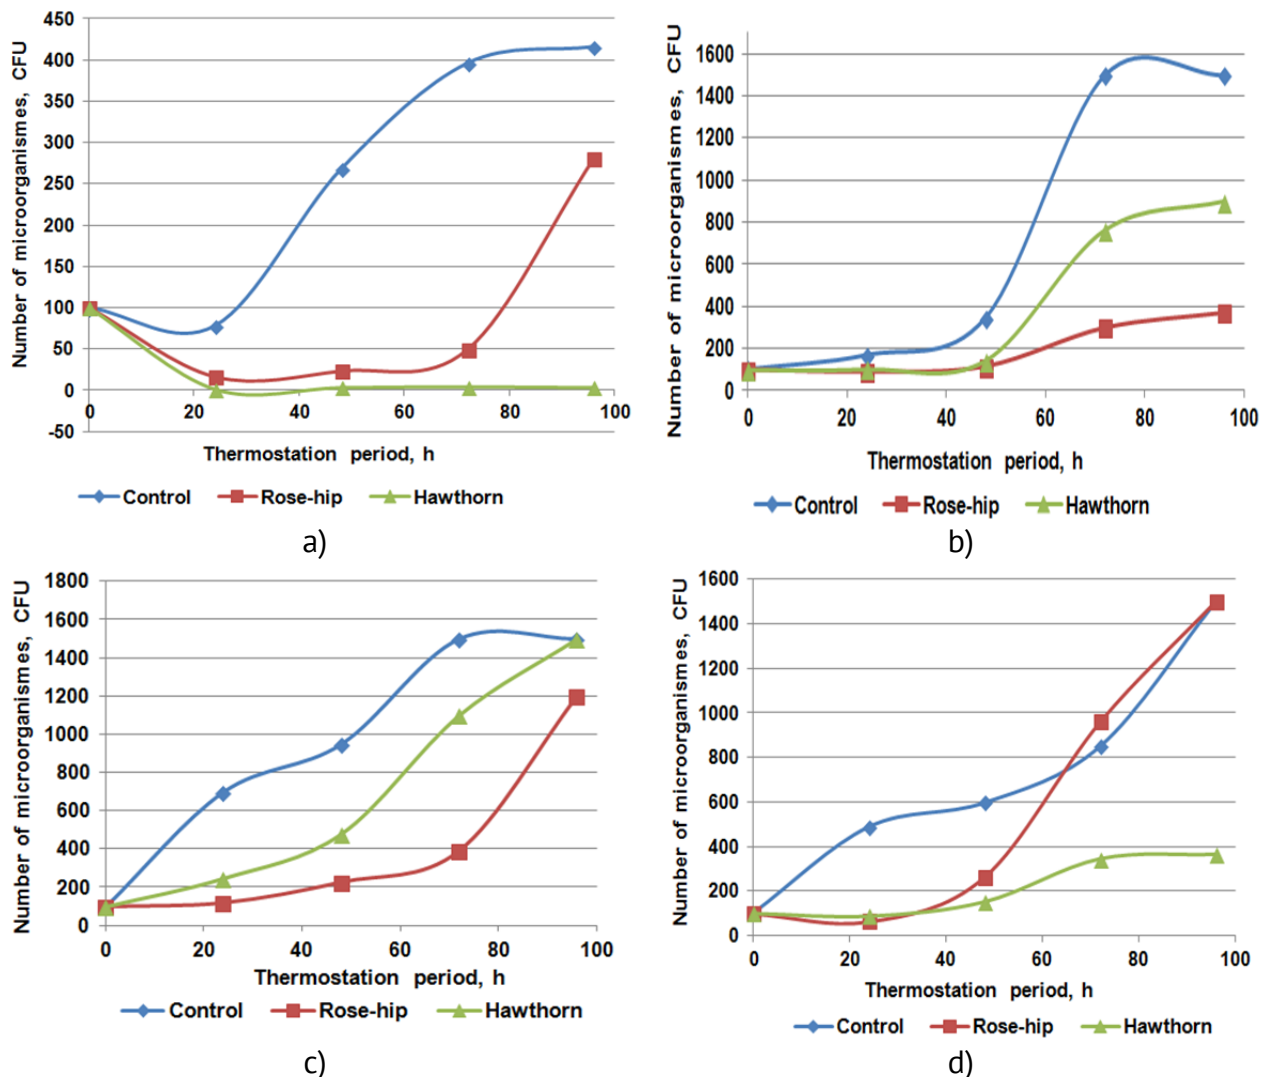 Number of microorganismes, CFU
450
400
350
300
250
200
150
100
50
0
-50
0 20 40 60 80 100
Thermostation period, h
Control Rose-hip Hawthorn
a)
Number of microorganismes, CFU
1600
1400
1200
1000
800
600
400
200
0
0 20 40 60 80 100
Thermostation period, h
Control Rose-hip Hawthorn
b)
Number of microorganismes, CFU
1800
1600
1400
1200
1000
800
600
400
200
0
0 20 40 60 80 100
Thermostation period, h
Control Rose-hip Hawthorn
c)
Number of microorganismes, CFU
1600
1400
1200
1000
800
600
400
200
0
0 20 40 60 80 100
Thermostation period, h
Control Rose-hip Hawthorn
d)